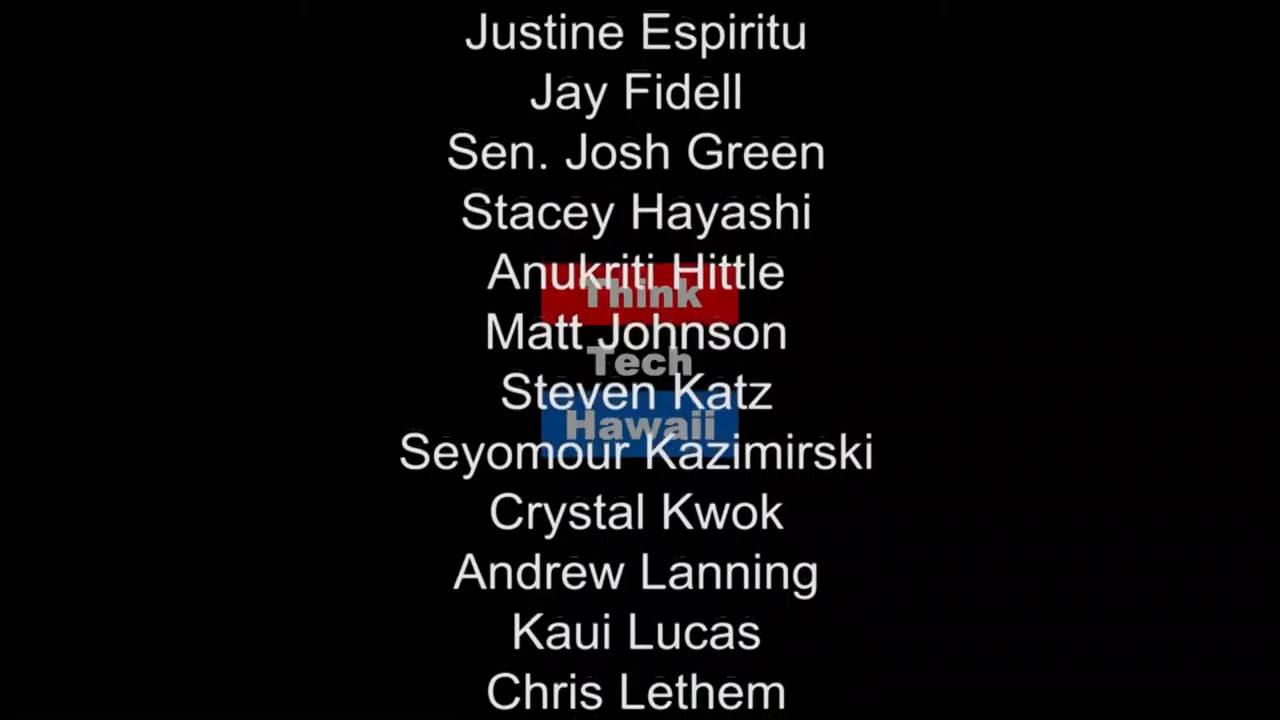 Justine Espiritu
Jay Fidell
Sen. Josh Green
Stacey Hayashi
Anukriti Hittle
Think
Matt Johnson
Tech
Steven Katz
Hawaii
Seyomour Kazimirski
Crystal Kwok
Andrew Lanning
Kaui Lucas
Chris Lethem